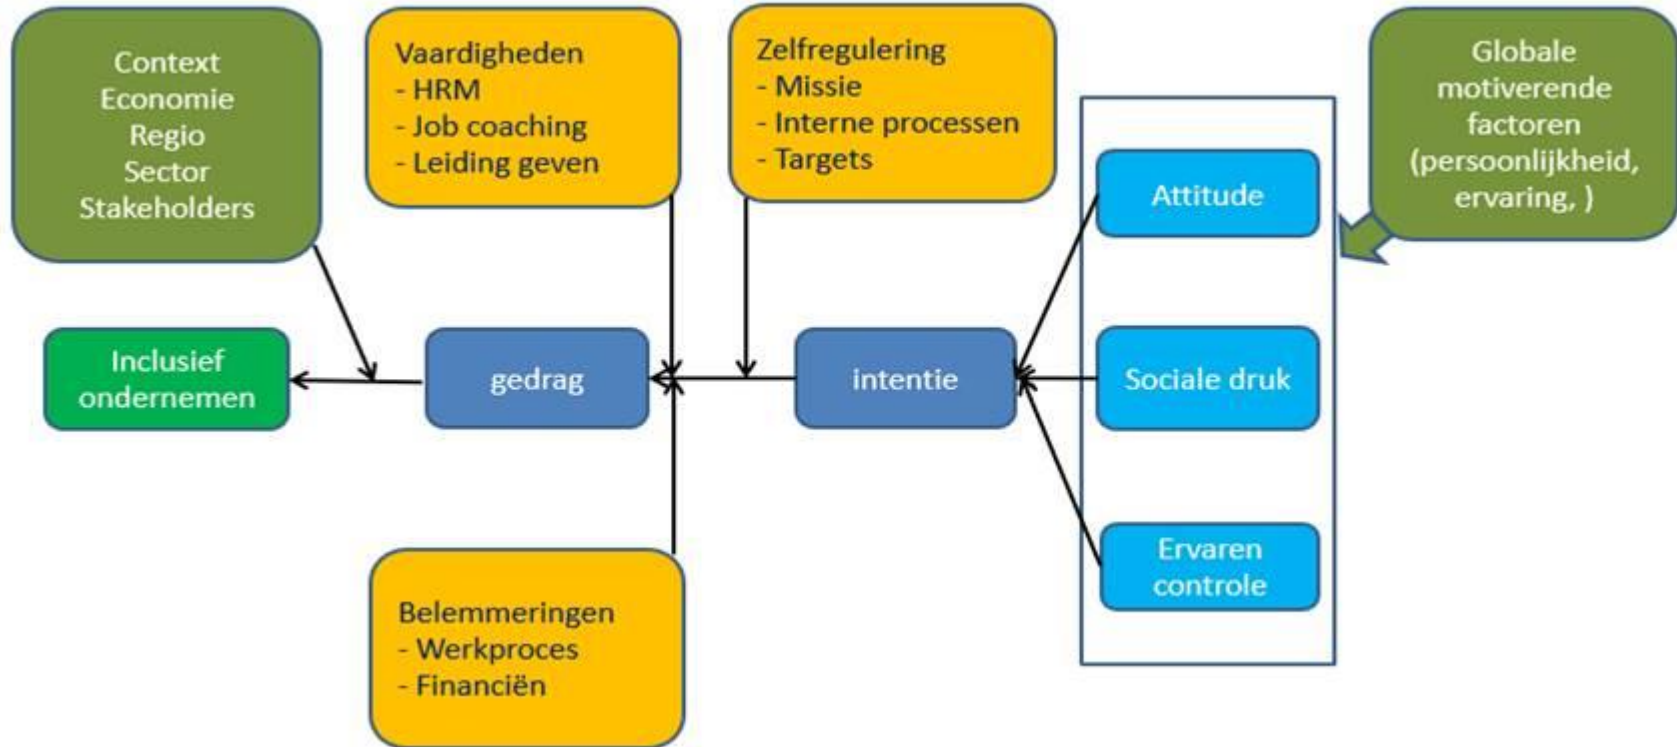 Context
Economie
Regio
Sector
Stakeholders
Vaardigheden
- HRM
- Job coaching
- Leiding geven
Zelfregulering
- Missie
- Interne processen
- Targets
Globale
motiverende
factoren
(persoonlijkheid,
ervaring, )
Attitude
Inclusief
ondernemen
gedrag
intentie
Sociale druk
Ervaren
controle
Belemmeringen
- Werkproces
- Financiën